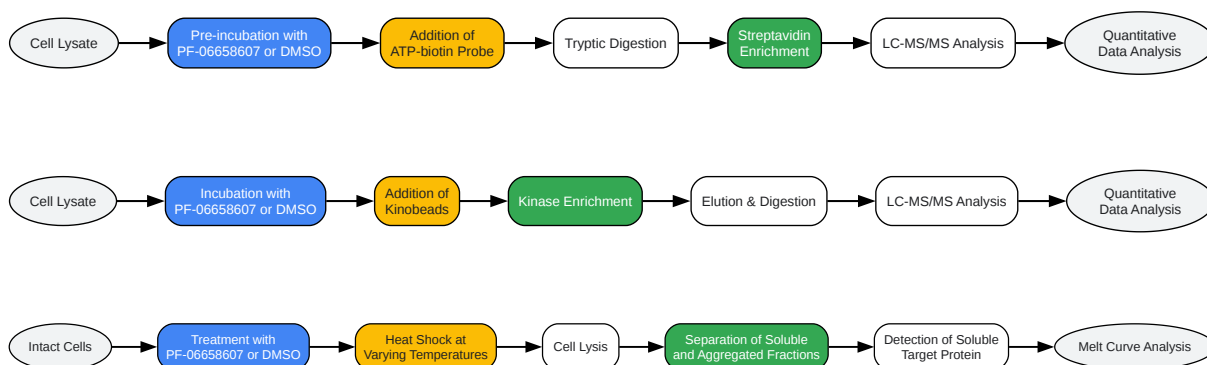 Cell Lysate
Pre-incubation with
PF-06658607 or DMSO
Addition of
ATP-biotin Probe
Tryptic Digestion
Streptavidin
Enrichment
LC-MS/MS Analysis
Quantitative
Data Analysis
Cell Lysate
Incubation with
PF-06658607 or DMSO
Addition of
Kinobeads
Kinase Enrichment
Elution & Digestion
LC-MS/MS Analysis
Quantitative
Data Analysis
Intact Cells
Treatment with
PF-06658607 or DMSO
Heat Shock at
Varying Temperatures
Cell Lysis
Separation of Soluble
and Aggregated Fractions
Detection of Soluble
Target Protein
Melt Curve Analysis